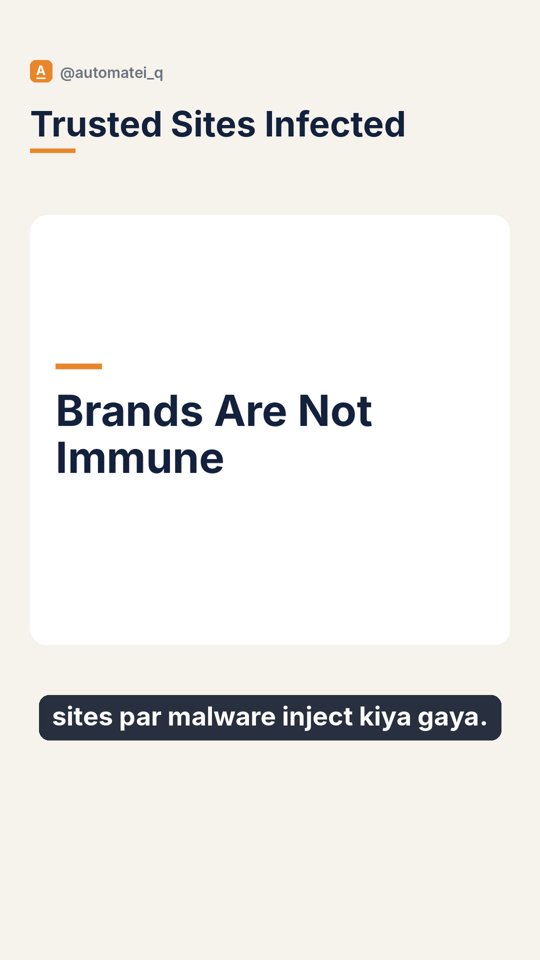 A
@automatei_q
Trusted Sites Infected
Brands Are Not
Immune
sites par malware inject kiya gaya.